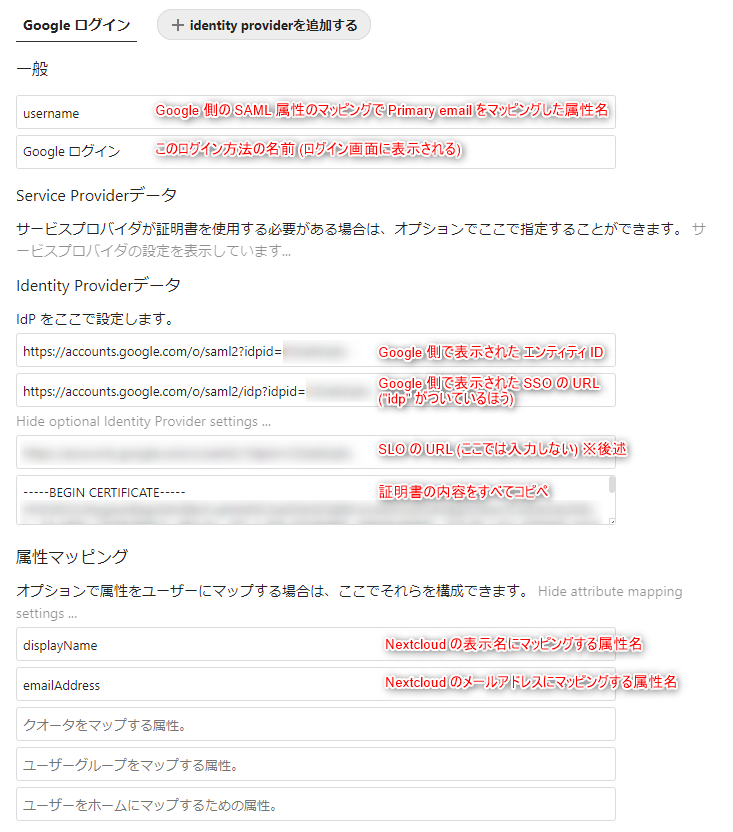 Google ログイン
＋ identity providerを追加する
一般
username
Google 側の SAML 属性のマッピングで Primary email をマッピングした属性名
Google ログイン
このログイン方法の名前 (ログイン画面に表示される)
Service Providerデータ
サービスプロバイダが証明書を使用する必要がある場合は、オプションでここで指定することができます。 サ
ービスプロバイダの設定を表示しています...
Identity Providerデータ
IdP をここで設定します。
https://accounts.google.com/o/saml2?idpid=
Google 側で表示された エンティティ ID
https://accounts.google.com/o/saml2/idp?idpid=
Google 側で表示された SSO の URL
("idp" がついているほう)
Hide optional Identity Provider settings ...
SLO の URL (ここでは入力しない) ※後述
-----BEGIN CERTIFICATE-----
証明書の内容をすべてコピペ
属性マッピング
オプションで属性をユーザーにマップする場合は、ここでそれらを構成できます。 Hide attribute mapping
settings ...
displayName
Nextcloud の表示名にマッピングする属性名
emailAddress
Nextcloud のメールアドレスにマッピングする属性名
クオータをマップする属性。
ユーザーグループをマップする属性。
ユーザーをホームにマップするための属性。